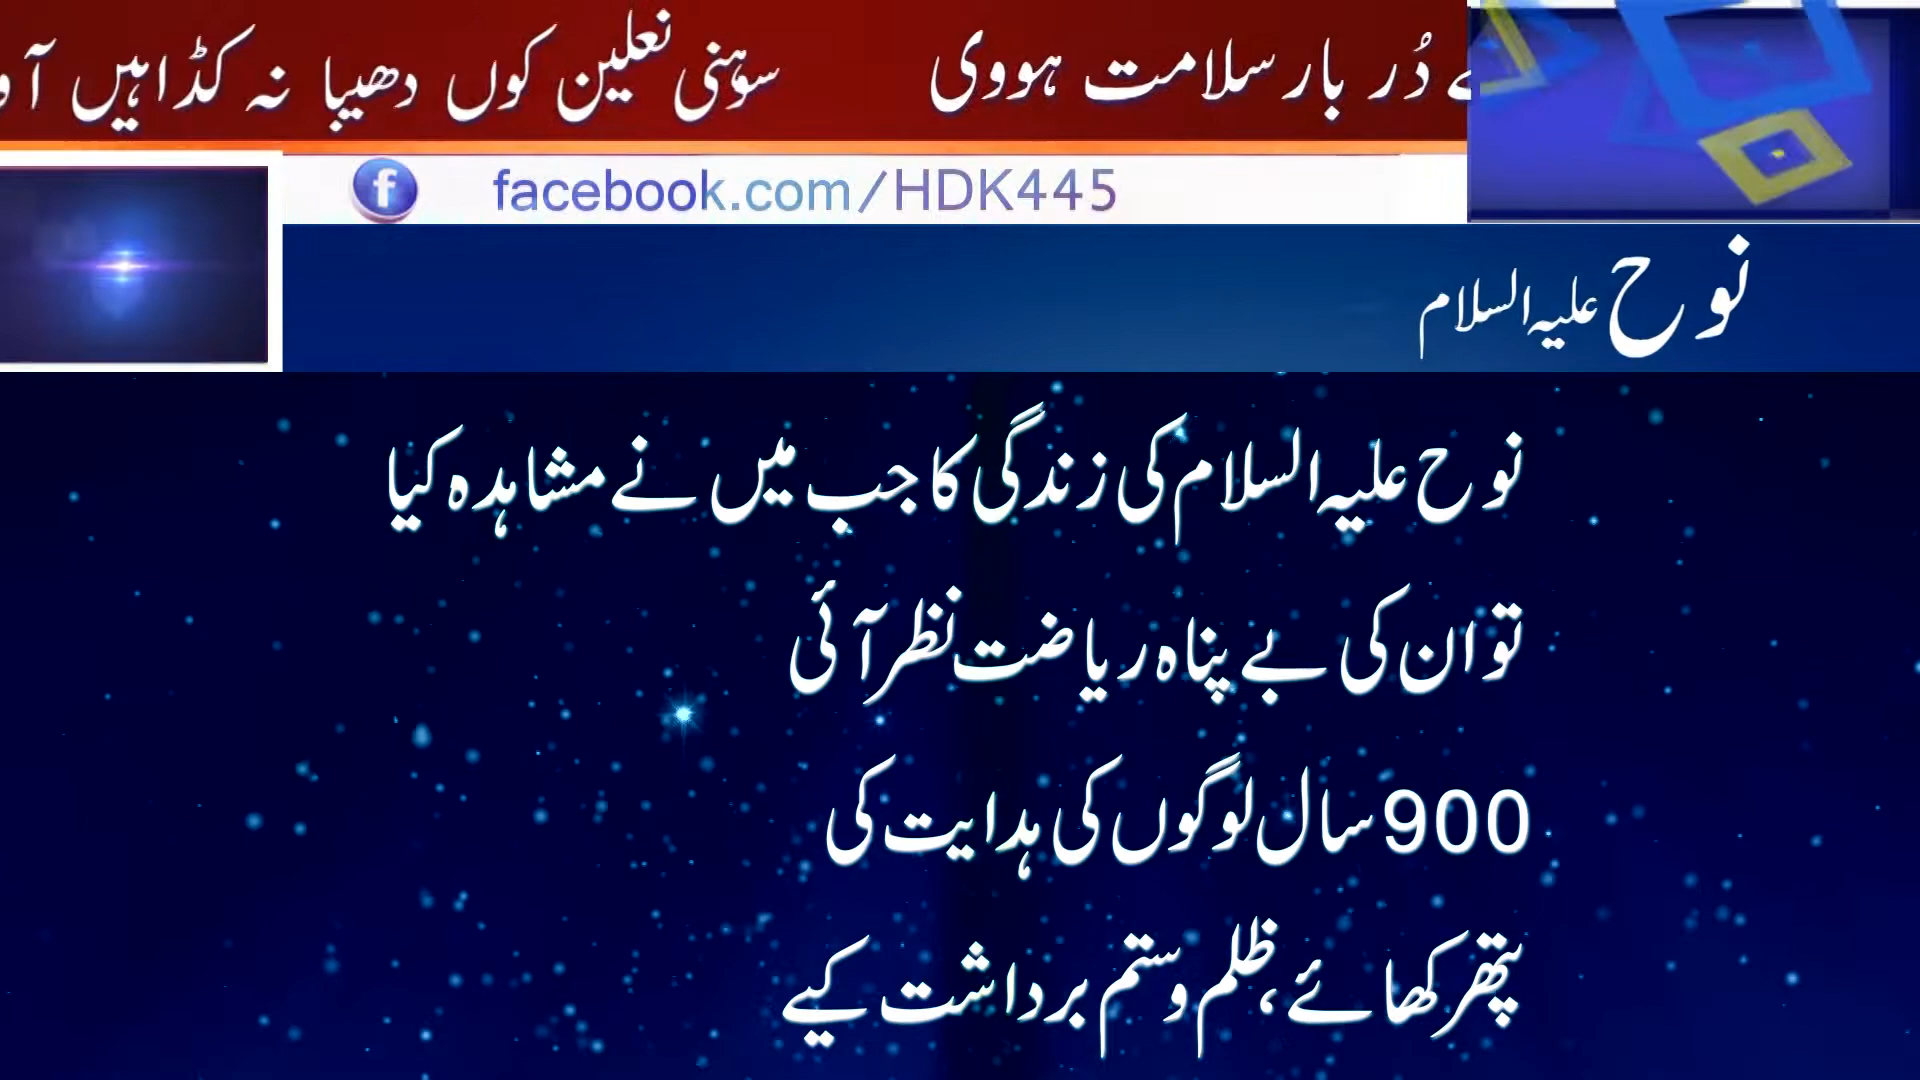 دُر بار سلامت ہووی سوہنی نعلین کوں دھیبا نہ کڈاہیں آو
facebook.com/HDK445
نوح علیہ السلام
نوح علیہ السلام کی زندگی کا جب میں نے مشاہدہ کیا
تو ان کی بے پناہ ریاضت نظر آئی
900 سال لوگوں کی ہدایت کی
پتھر کھائے، ظلم و ستم برداشت کیے